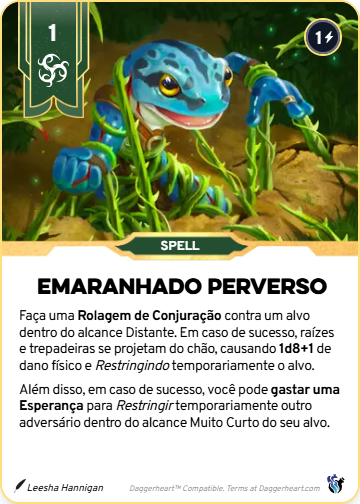 1
1
SPELL
EMARANHADO PERVERSO
Faça uma Rolagem de Conjuração contra um alvo
dentro do alcance Distante. Em caso de sucesso, raízes
e trepadeiras se projetam do chão, causando 1d8+1 de
dano físico e Restringindo temporariamente o alvo.
Além disso, em caso de sucesso, você pode gastar uma
Esperança para Restringir temporariamente outro
adversário dentro do alcance Muito Curto do seu alvo.
Leesha Hannigan
Daggerheart™ Compatible. Terms at Daggerheart.com